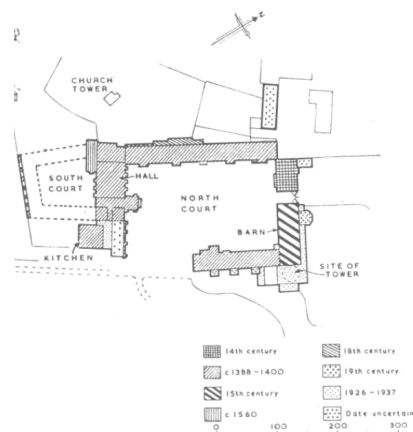 N
CHURCH
TOWER
SOUTH
COURT
HALL
NORTH
COURT
KITCHEN
BARN
SITE OF
TOWER
14th century
c1388–1400
15th century
c 1560
18th century
19th century
1926–1937
Date uncertain
0 100 200 300